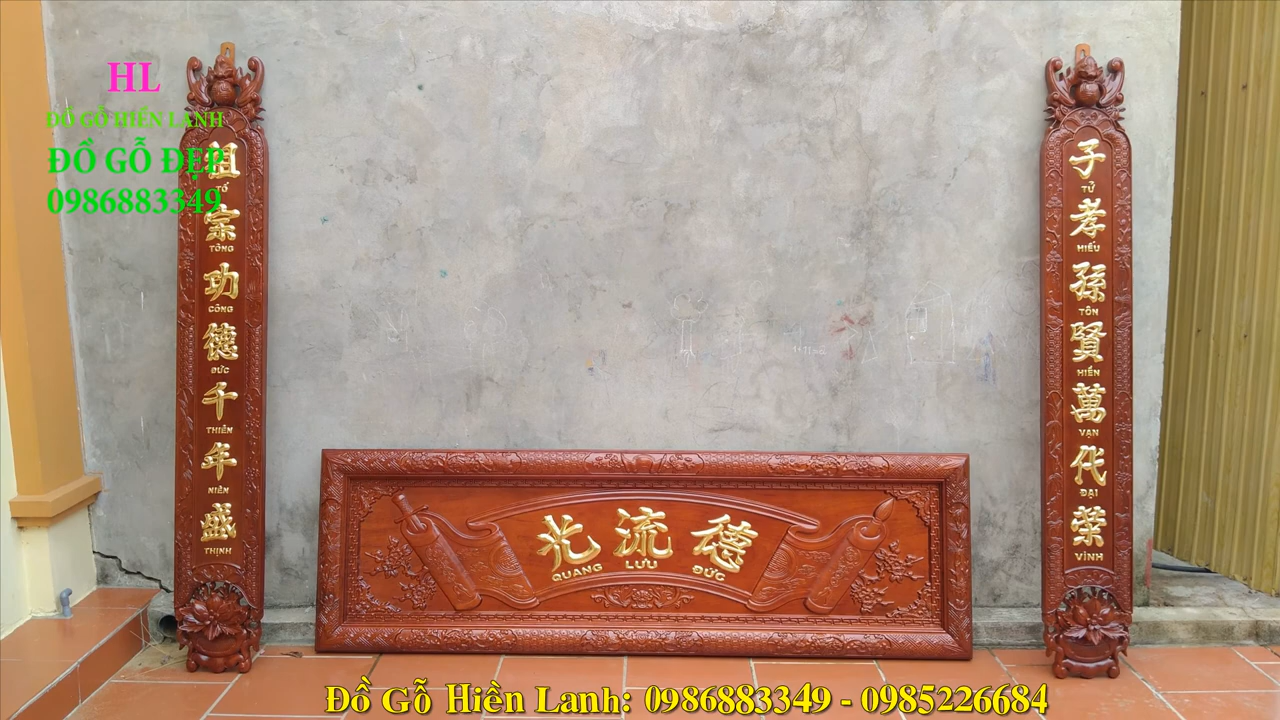 HL
ĐỒ GỖ HIỀN LANH
ĐỒ GỖ ĐẸP
0986883349
祖
TỔ
宗
TÔNG
功
CÔNG
德
ĐỨC
千
THIÊN
年
NIÊN
盛
THỊNH
光 流 德
QUANG LƯU ĐỨC
子
TỬ
孝
HIẾU
孫
TÔN
賢
HIỀN
萬
VẠN
代
ĐẠI
榮
VINH
Đồ Gỗ Hiền Lanh: 0986883349 - 0985226684